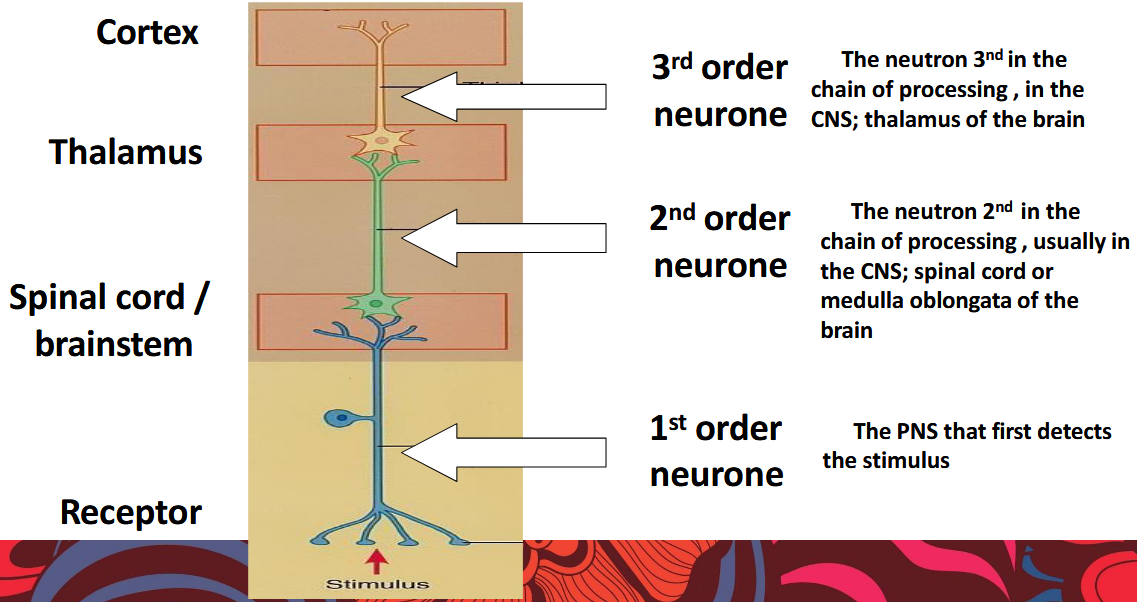 Cortex
Thalamus
Spinal cord /
brainstem
Receptor
Stimulus
3rd order
neurone
The neutron 3nd in the
chain of processing , in the
CNS; thalamus of the brain
2nd order
neurone
The neutron 2nd in the
chain of processing , usually in
the CNS; spinal cord or
medulla oblongata of the
brain
1st order
neurone
The PNS that first detects
the stimulus